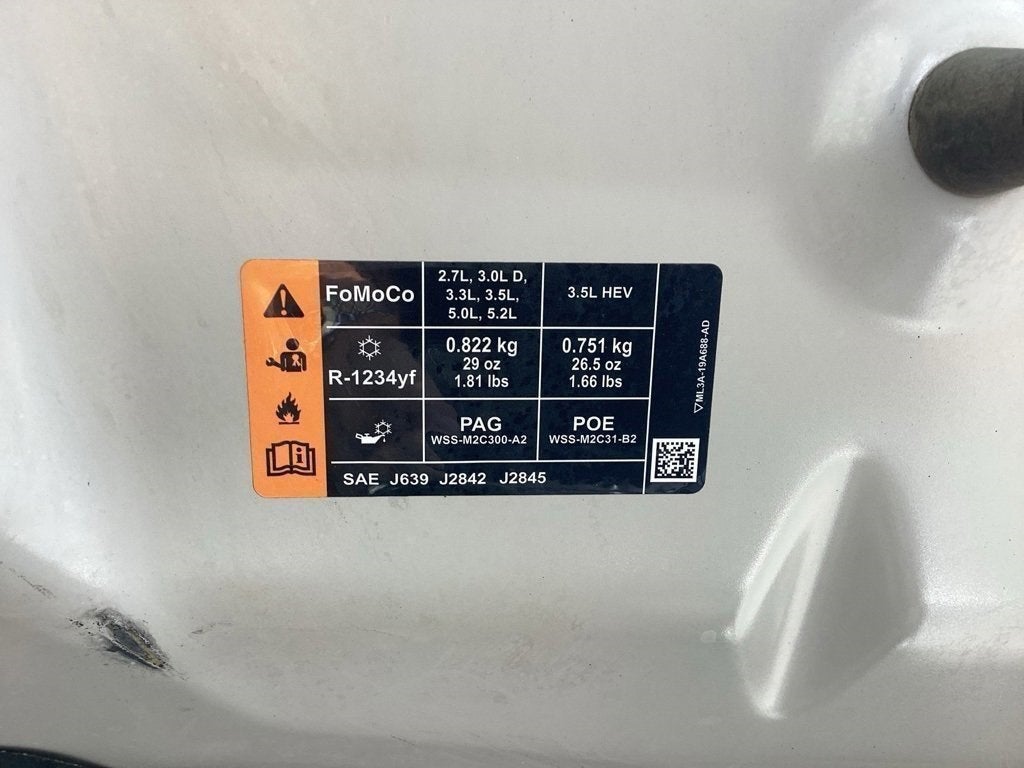 FoMoCo
2.7L, 3.0L D,
3.3L, 3.5L,
5.0L, 5.2L
3.5L HEV
R-1234yf
0.822 kg
29 oz
1.81 lbs
0.751 kg
26.5 oz
1.66 lbs
PAG
WSS-M2C300-A2
POE
WSS-M2C31-B2
SAE J639 J2842 J2845
ML3A-19A688-AD